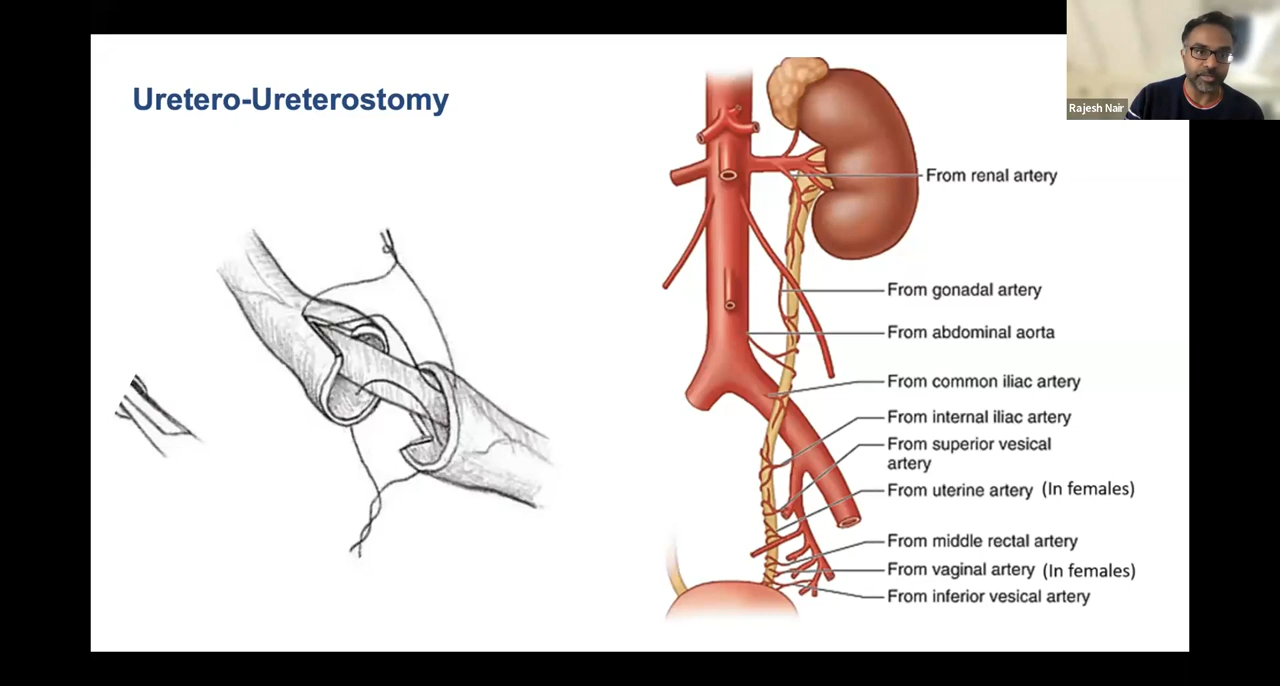 Uretero-Ureterostomy
Rajesh Nair
From renal artery
From gonadal artery
From abdominal aorta
From common iliac artery
From internal iliac artery
From superior vesical
artery
From uterine artery (In females)
From middle rectal artery
From vaginal artery (In females)
From inferior vesical artery